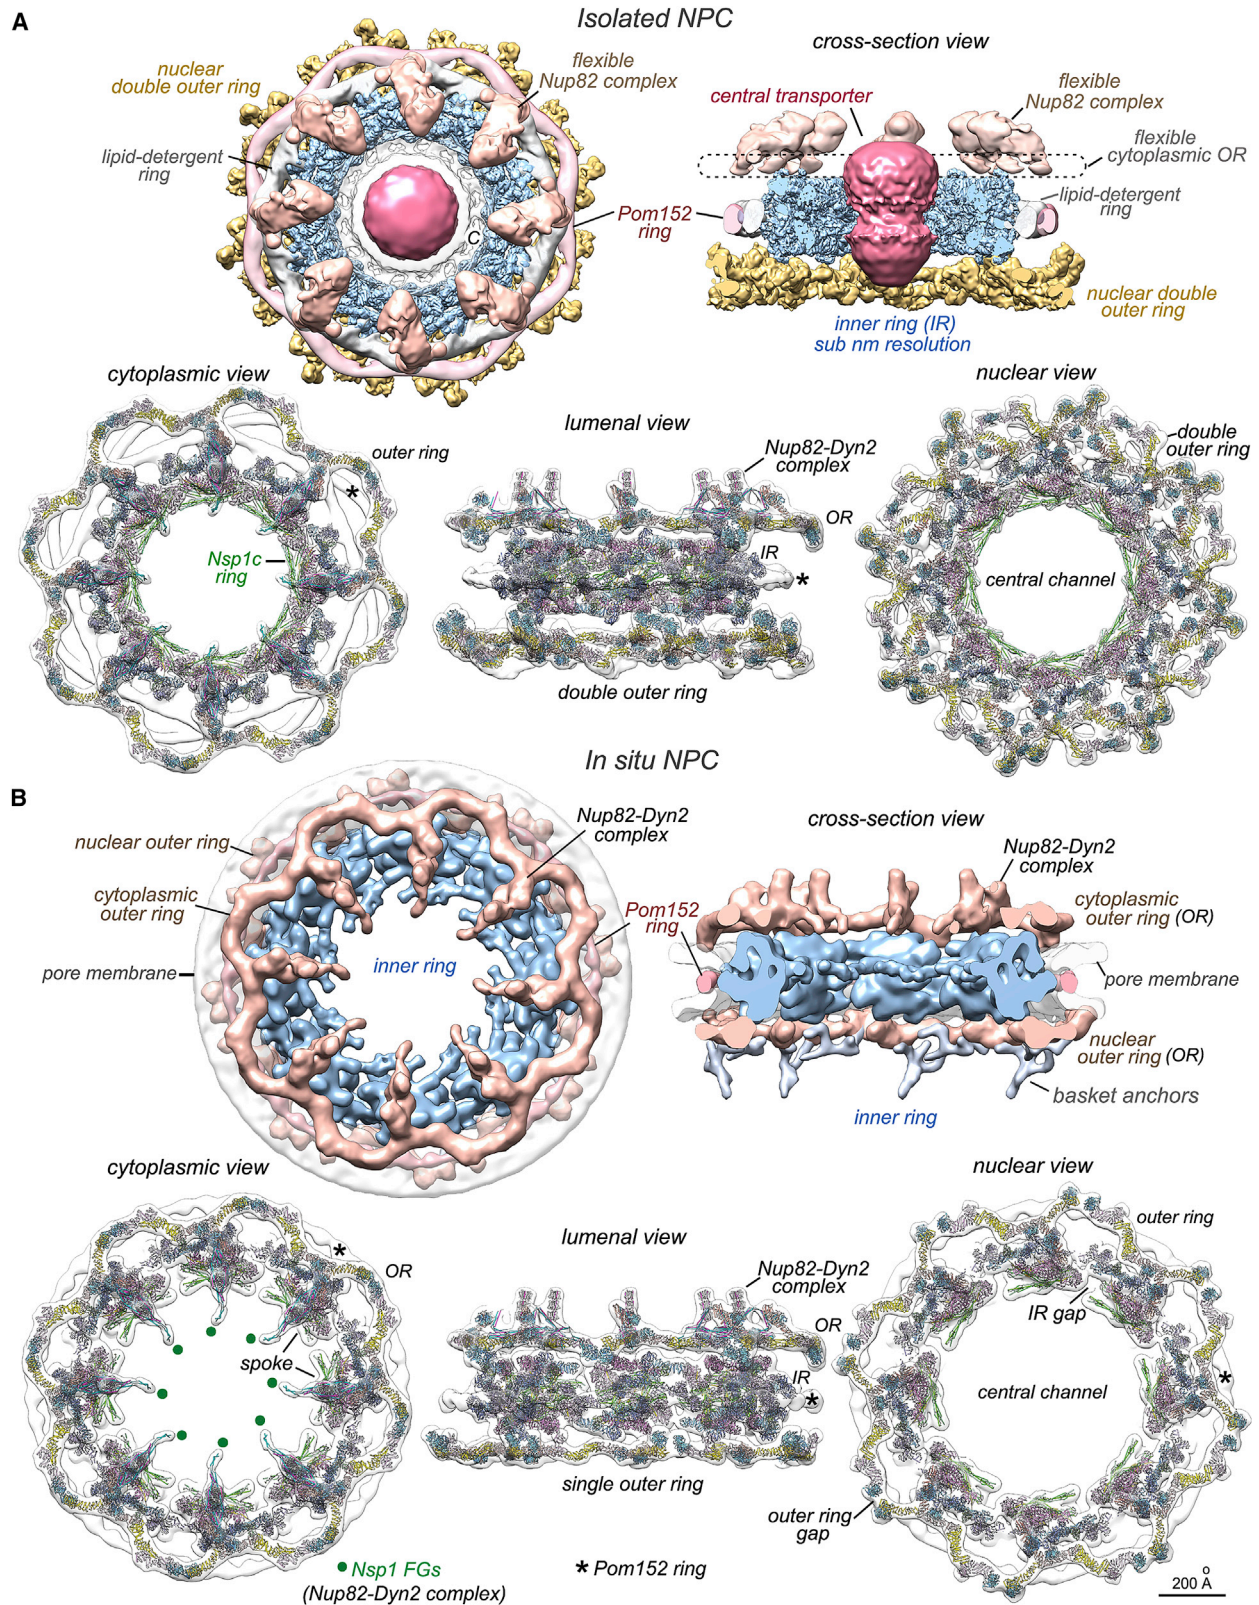 A
Isolated NPC
nuclear
double outer ring
flexible
Nup82 complex
lipid-detergent
ring
C
Pom152
ring
cross-section view
central transporter
flexible
Nup82 complex
flexible
cytoplasmic OR
lipid-detergent
ring
nuclear double
outer ring
inner ring (IR)
sub nm resolution
cytoplasmic view
outer ring
*
Nsp1c
ring
lumenal view
Nup82-Dyn2
complex
OR
IR
*
double outer ring
nuclear view
double
outer ring
central channel
In situ NPC
B
nuclear outer ring
cytoplasmic
outer ring
pore membrane
Nup82-Dyn2
complex
Pom152
ring
inner ring
cross-section view
Nup82-Dyn2
complex
cytoplasmic
outer ring (OR)
pore membrane
nuclear
outer ring (OR)
basket anchors
inner ring
cytoplasmic view
*
OR
spoke
lumenal view
Nup82-Dyn2
complex
OR
IR
*
single outer ring
nuclear view
outer ring
IR gap
*
central channel
outer ring
gap
Nsp1 FGs
(Nup82-Dyn2 complex)
* Pom152 ring
200 Å